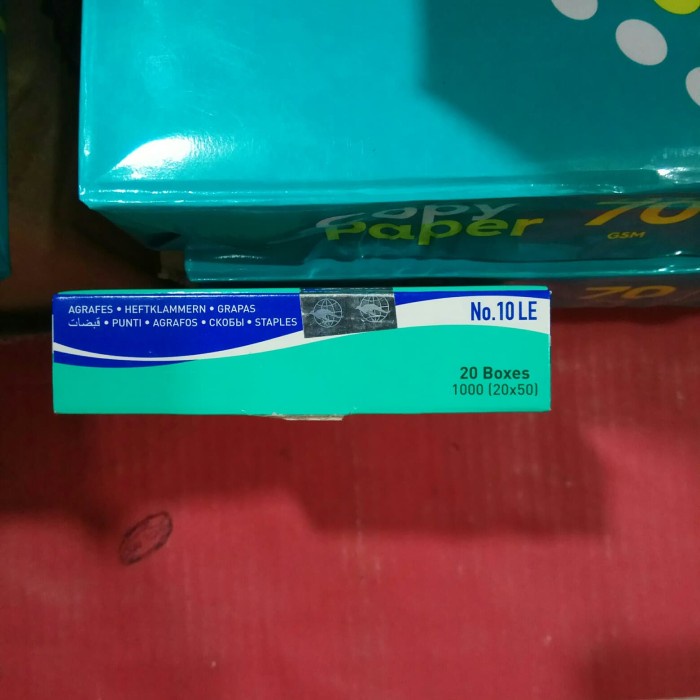 Copy
Paper
70
GSM
70
AGRAFES • HEFTKLAMMERN • GRAPAS
قبضات • PUNTI • AGRAFOS • СКОБЫ • STAPLES
No.10 LE
20 Boxes
1000 (20x50)